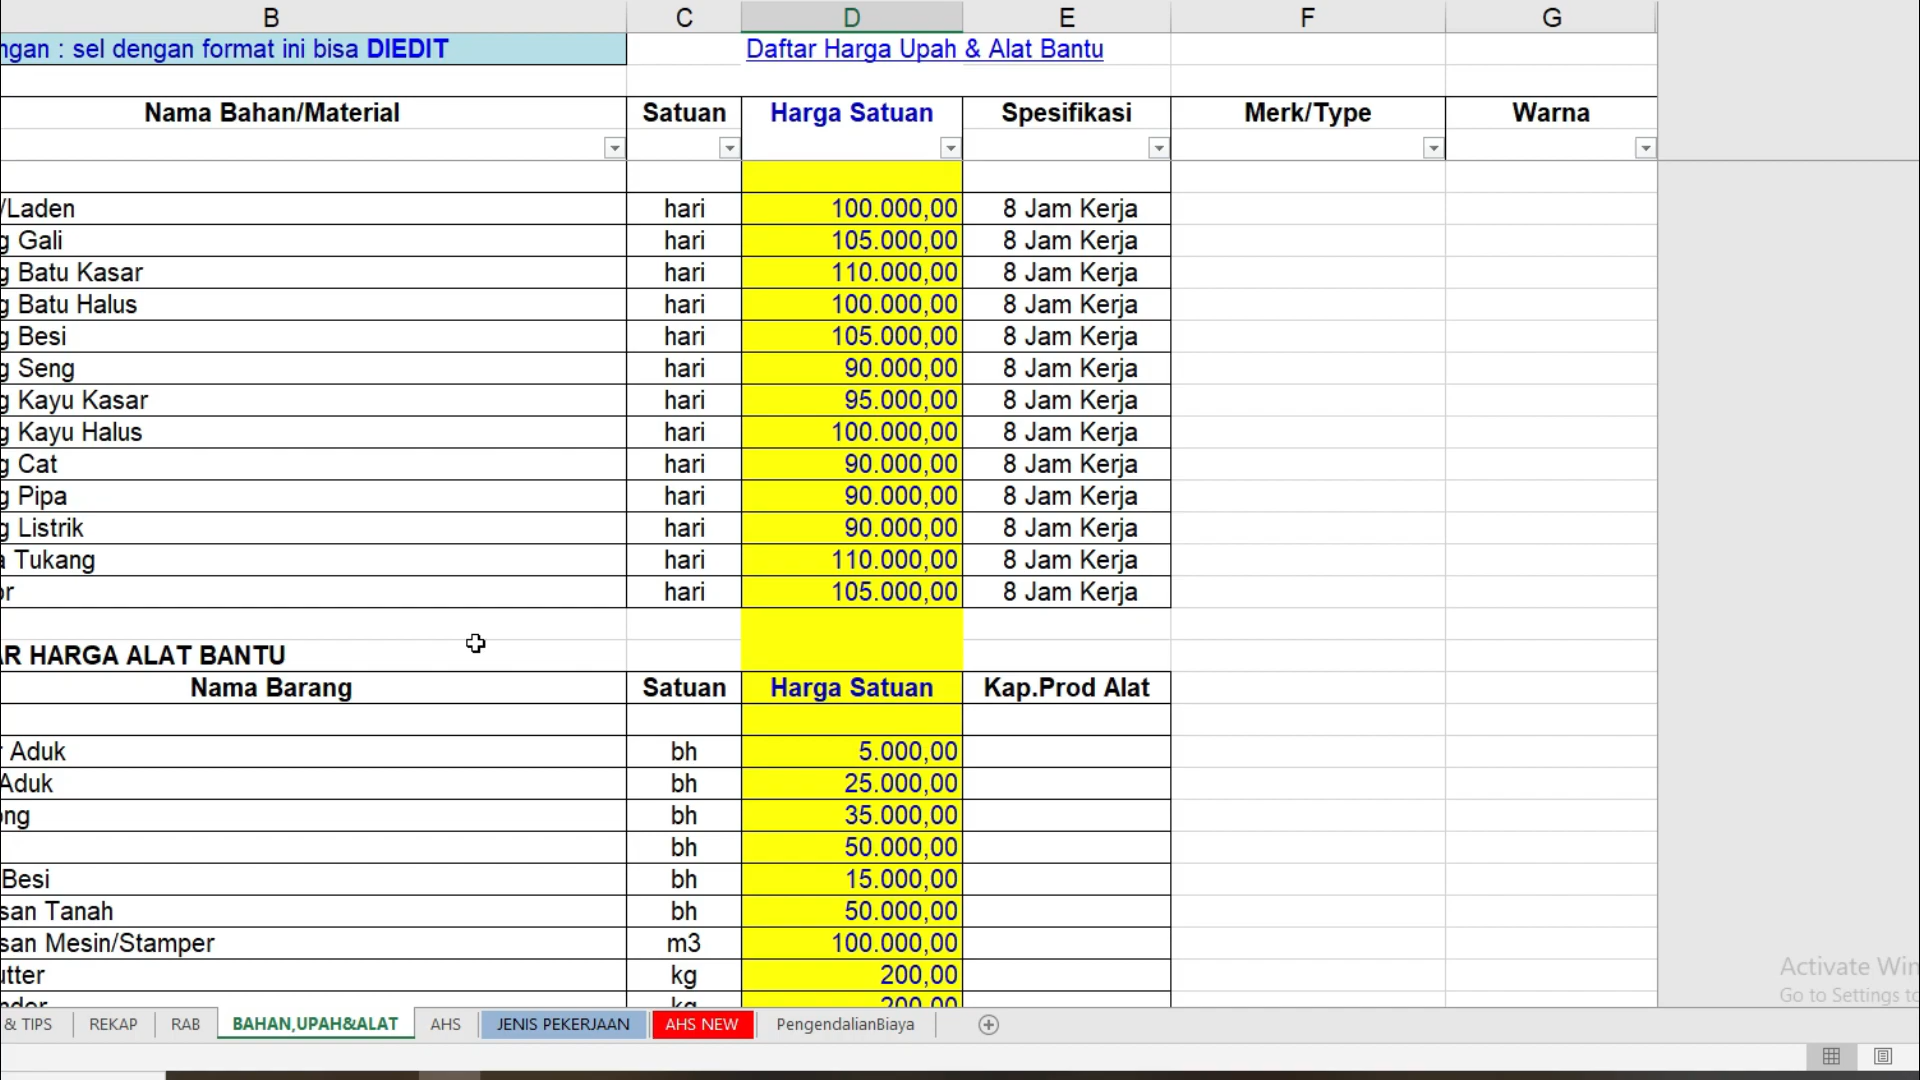 B C D E F G
ngan : sel dengan format ini bisa DIEDIT Daftar Harga Upah & Alat Bantu
Nama Bahan/Material Satuan Harga Satuan Spesifikasi Merk/Type Warna
/Laden hari 100.000,00 8 Jam Kerja
g Gali hari 105.000,00 8 Jam Kerja
g Batu Kasar hari 110.000,00 8 Jam Kerja
g Batu Halus hari 100.000,00 8 Jam Kerja
g Besi hari 105.000,00 8 Jam Kerja
g Seng hari 90.000,00 8 Jam Kerja
g Kayu Kasar hari 95.000,00 8 Jam Kerja
g Kayu Halus hari 100.000,00 8 Jam Kerja
g Cat hari 90.000,00 8 Jam Kerja
g Pipa hari 90.000,00 8 Jam Kerja
g Listrik hari 90.000,00 8 Jam Kerja
a Tukang hari 110.000,00 8 Jam Kerja
or hari 105.000,00 8 Jam Kerja
AR HARGA ALAT BANTU
Nama Barang Satuan Harga Satuan Kap.Prod Alat
r Aduk bh 5.000,00
Aduk bh 25.000,00
ong bh 35.000,00
bh 50.000,00
Besi bh 15.000,00
san Tanah bh 50.000,00
san Mesin/Stamper m3 100.000,00
utter kg 200,00
nder kg 200,00
Activate Win
Go to Settings to
& TIPS REKAP RAB BAHAN,UPAH&ALAT AHS JENIS PEKERJAAN AHS NEW PengendalianBiaya